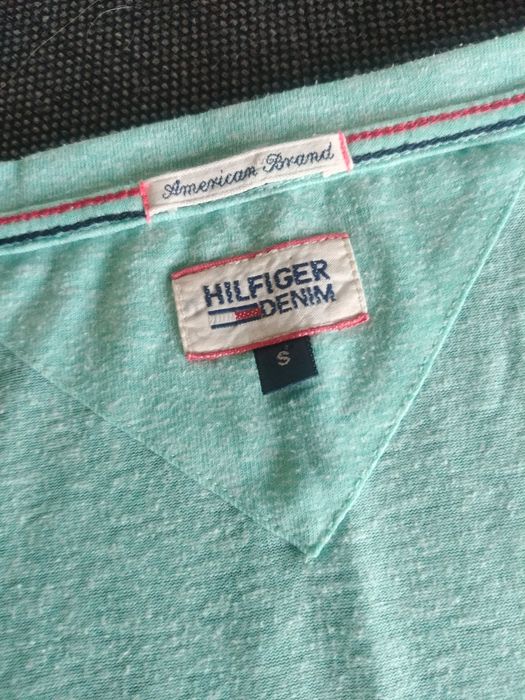 American Brand
HILFIGER
DENIM
S